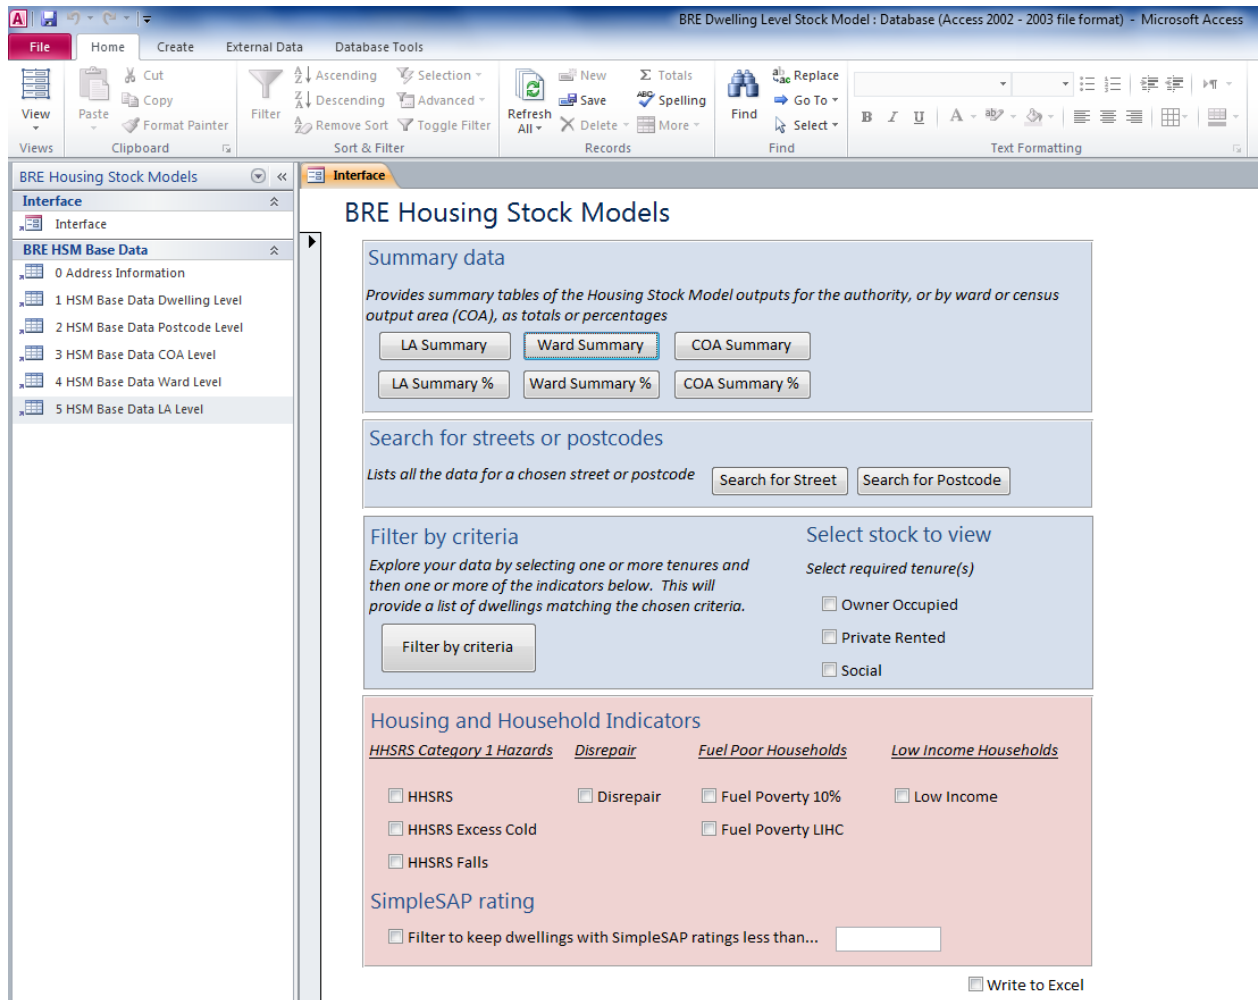 BRE Dwelling Level Stock Model : Database (Access 2002 - 2003 file format) - Microsoft Access
File Home Create External Data Database Tools
View
Views
Paste
Cut
Copy
Format Painter
Clipboard
Filter
Ascending
Descending
Remove Sort
Selection
Advanced
Toggle Filter
Sort & Filter
Refresh
All
New
Save
Delete
Σ Totals
Spelling
More
Records
Find
Replace
Go To
Select
Find
B I U A
Text Formatting
BRE Housing Stock Models
Interface
Interface
BRE HSM Base Data
0 Address Information
1 HSM Base Data Dwelling Level
2 HSM Base Data Postcode Level
3 HSM Base Data COA Level
4 HSM Base Data Ward Level
5 HSM Base Data LA Level
Interface
BRE Housing Stock Models
Summary data
Provides summary tables of the Housing Stock Model outputs for the authority, or by ward or census
output area (COA), as totals or percentages
LA Summary Ward Summary COA Summary
LA Summary % Ward Summary % COA Summary %
Search for streets or postcodes
Lists all the data for a chosen street or postcode Search for Street Search for Postcode
Filter by criteria
Explore your data by selecting one or more tenures and
then one or more of the indicators below. This will
provide a list of dwellings matching the chosen criteria.
Filter by criteria
Select stock to view
Select required tenure(s)
Owner Occupied
Private Rented
Social
Housing and Household Indicators
HHSRS Category 1 Hazards Disrepair Fuel Poor Households Low Income Households
HHSRS Disrepair Fuel Poverty 10% Low Income
HHSRS Excess Cold Fuel Poverty LIHC
HHSRS Falls
SimpleSAP rating
Filter to keep dwellings with SimpleSAP ratings less than...
Write to Excel